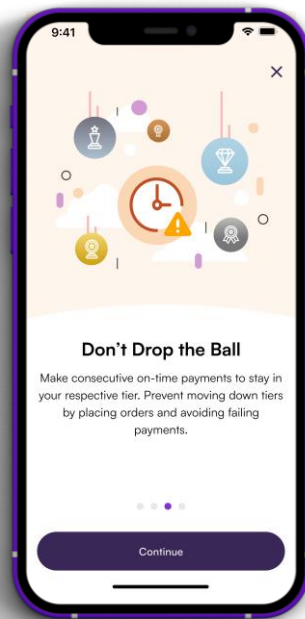 9:41
Don't Drop the Ball
Make consecutive on-time payments to stay in
your respective tier. Prevent moving down tiers
by placing orders and avoiding failing
payments.
Continue